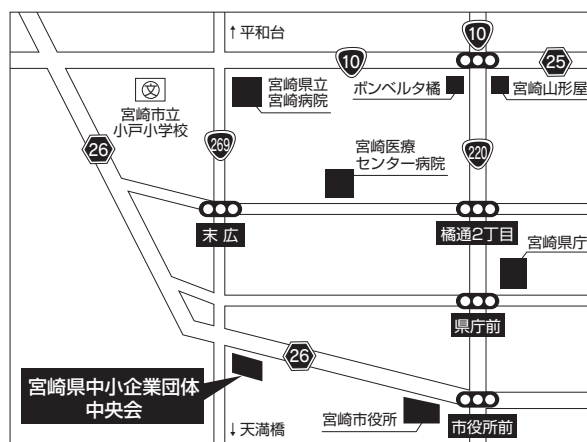 ↑平和台
10
10
25
宮崎県立
宮崎病院
ボンベルタ橘
宮崎山形屋
文
宮崎市立
小戸小学校
26
269
宮崎医療
センター病院
220
末広
橘通2丁目
宮崎県庁
県庁前
26
宮崎県中小企業団体
中央会
↓天満橋
宮崎市役所
市役所前